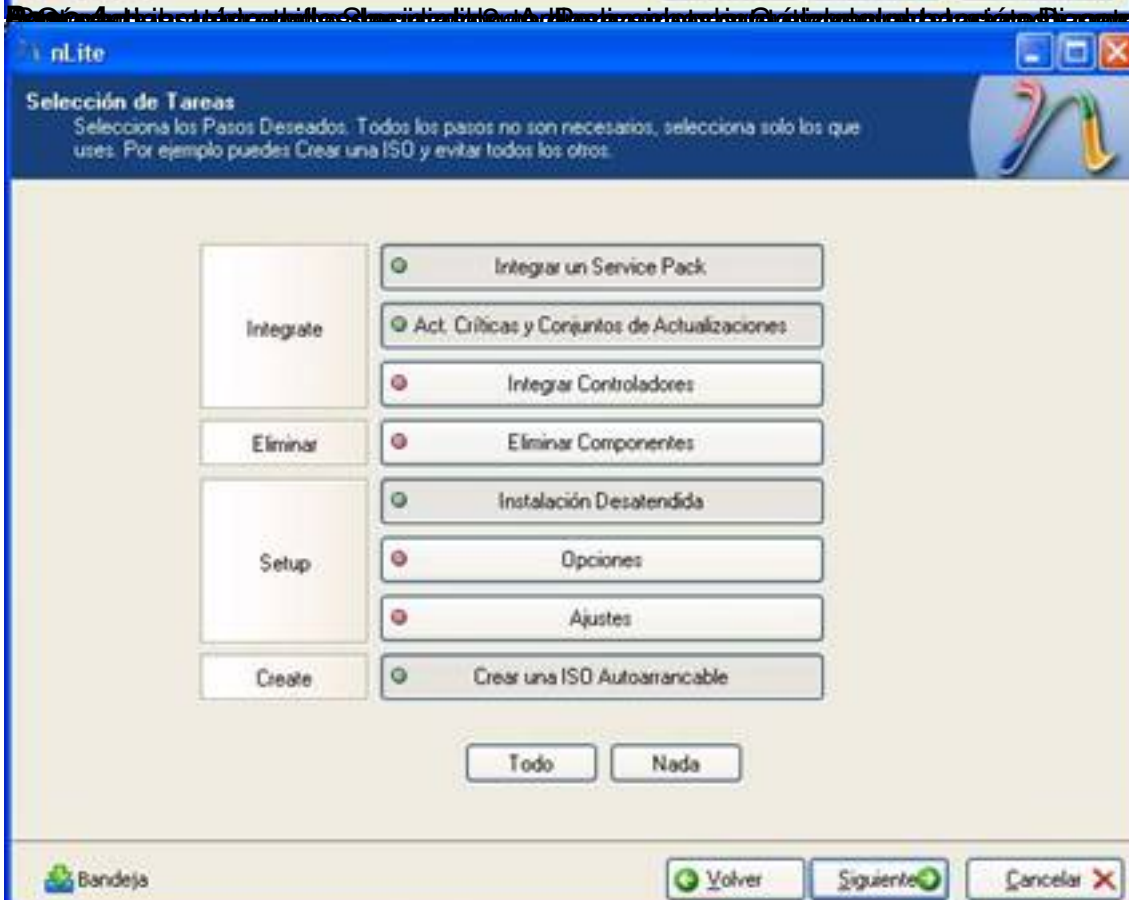 nLite
Selección de Tareas
Selecciona los Pasos Deseados. Todos los pasos no son necesarios, selecciona solo los que
uses. Por ejemplo puedes Crear una ISO y evitar todos los otros.
Integrate
Integrar un Service Pack
Act. Críticas y Conjuntos de Actualizaciones
Integrar Controladores
Eliminar
Eliminar Componentes
Setup
Instalación Desatendida
Opciones
Ajustes
Create
Crear una ISO Autoarrancable
Todo
Nada
Bandeja
Volver
Siguiente
Cancelar